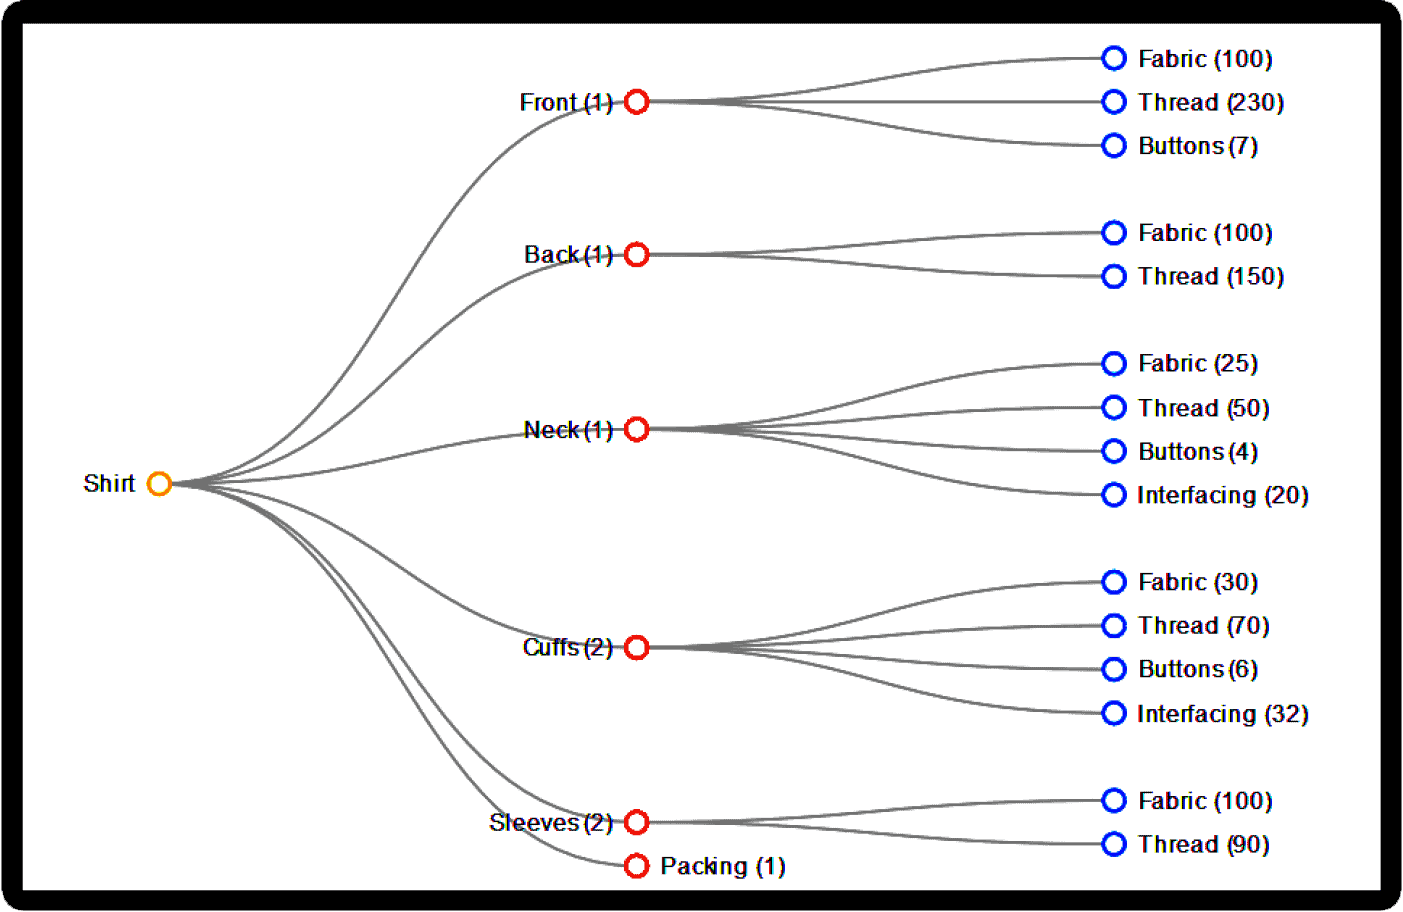 Shirt
Front (1)
Fabric (100)
Thread (230)
Buttons (7)
Back (1)
Fabric (100)
Thread (150)
Neck (1)
Fabric (25)
Thread (50)
Buttons (4)
Interfacing (20)
Cuffs (2)
Fabric (30)
Thread (70)
Buttons (6)
Interfacing (32)
Sleeves (2)
Fabric (100)
Thread (90)
Packing (1)